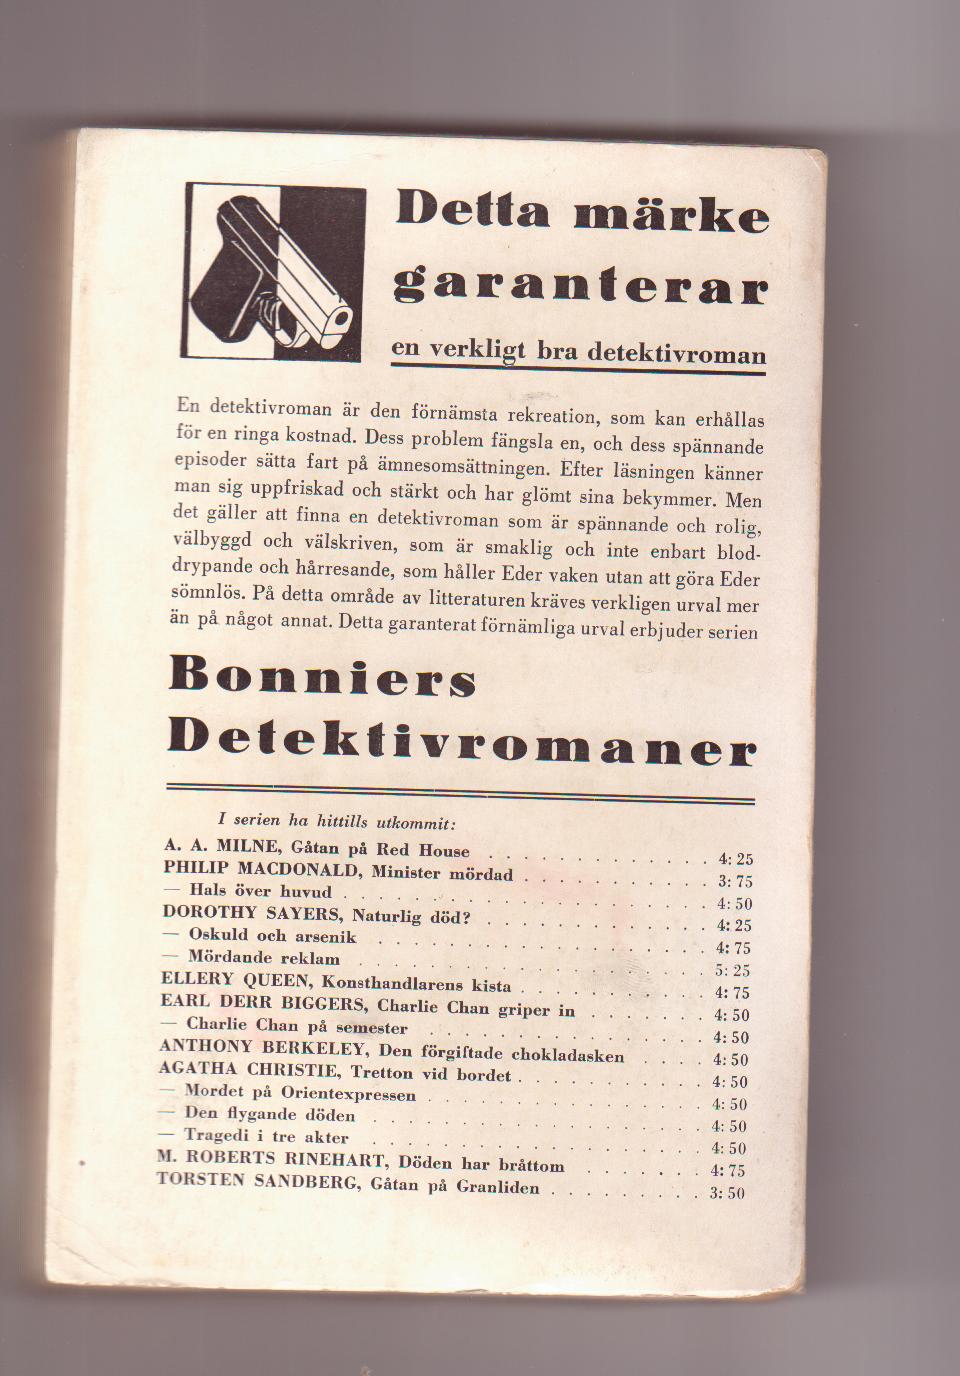 Detta märke
garanterar
en verkligt bra detektivroman
En detektivroman är den förnämsta rekreation, som kan erhållas
för en ringa kostnad. Dess problem fängsla en, och dess spännande
episoder sätta fart på ämnesomsättningen. Efter läsningen känner
man sig uppfriskad och stärkt och har glömt sina bekymmer. Men
det gäller att finna en detektivroman som är spännande och rolig,
välbyggd och välskriven, som är smaklig och inte enbart blod-
drypande och hårresande, som håller Eder vaken utan att göra Eder
sömnlös. På detta område av litteraturen kräves verkligen urval mer
än på något annat. Detta garanterat förnämliga urval erbjuder serien
Bonniers
Detektivromaner
I serien ha hittills utkommit:
A. A. MILNE, Gåtan på Red House . . . . . . . . . . . . . 4: 25
PHILIP MACDONALD, Minister mördad . . . . . . . . . . . 3: 75
— Hals över huvud . . . . . . . . . . . . . . . . . . . . 4: 50
DOROTHY SAYERS, Naturlig död? . . . . . . . . . . . . . 4: 25
— Oskuld och arsenik . . . . . . . . . . . . . . . . . . 4: 75
— Mördande reklam . . . . . . . . . . . . . . . . . . . 5: 25
ELLERY QUEEN, Konsthandlarens kista . . . . . . . . . . . 4: 75
EARL DERR BIGGERS, Charlie Chan griper in . . . . . . . 4: 50
— Charlie Chan på semester . . . . . . . . . . . . . . . 4: 50
ANTHONY BERKELEY, Den förgiftade chokladasken . . . . 4: 50
AGATHA CHRISTIE, Tretton vid bordet . . . . . . . . . . . 4: 50
— Mordet på Orientexpressen . . . . . . . . . . . . . . . 4: 50
— Den flygande döden . . . . . . . . . . . . . . . . . . 4: 50
— Tragedi i tre akter . . . . . . . . . . . . . . . . . . 4: 50
M. ROBERTS RINEHART, Döden har bråttom . . . . . . . 4: 75
TORSTEN SANDBERG, Gåtan på Granliden . . . . . . . . . 3: 50